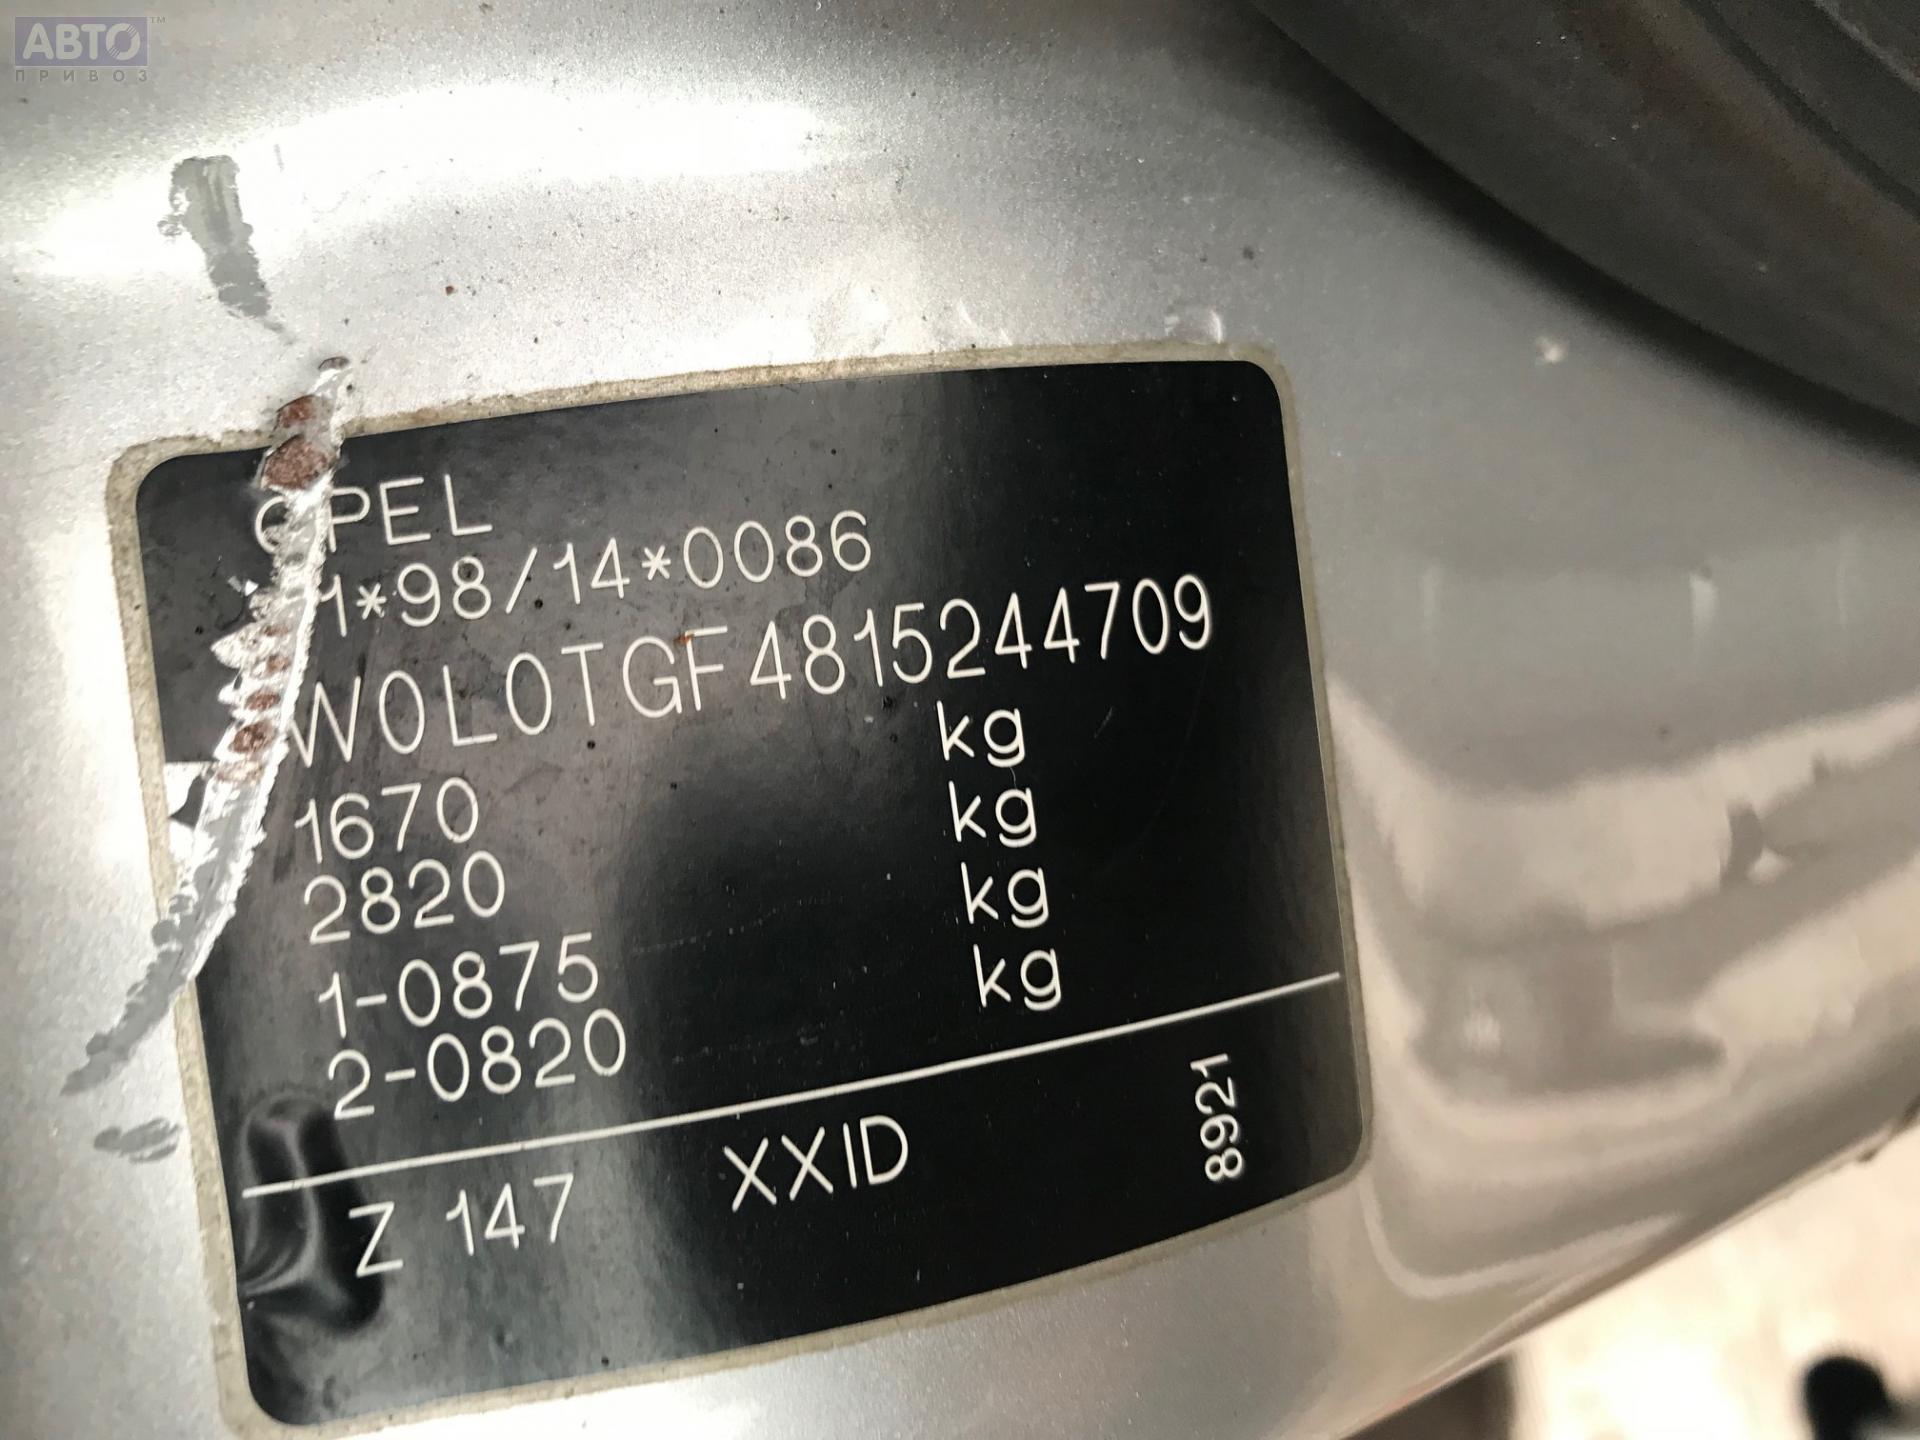 АВТО™
ПРИВОЗ
OPEL
1*98/14*0086
W0L0TGF4815244709
1670 kg
2820 kg
1-0875 kg
2-0820 kg
Z 147 XXID 8921